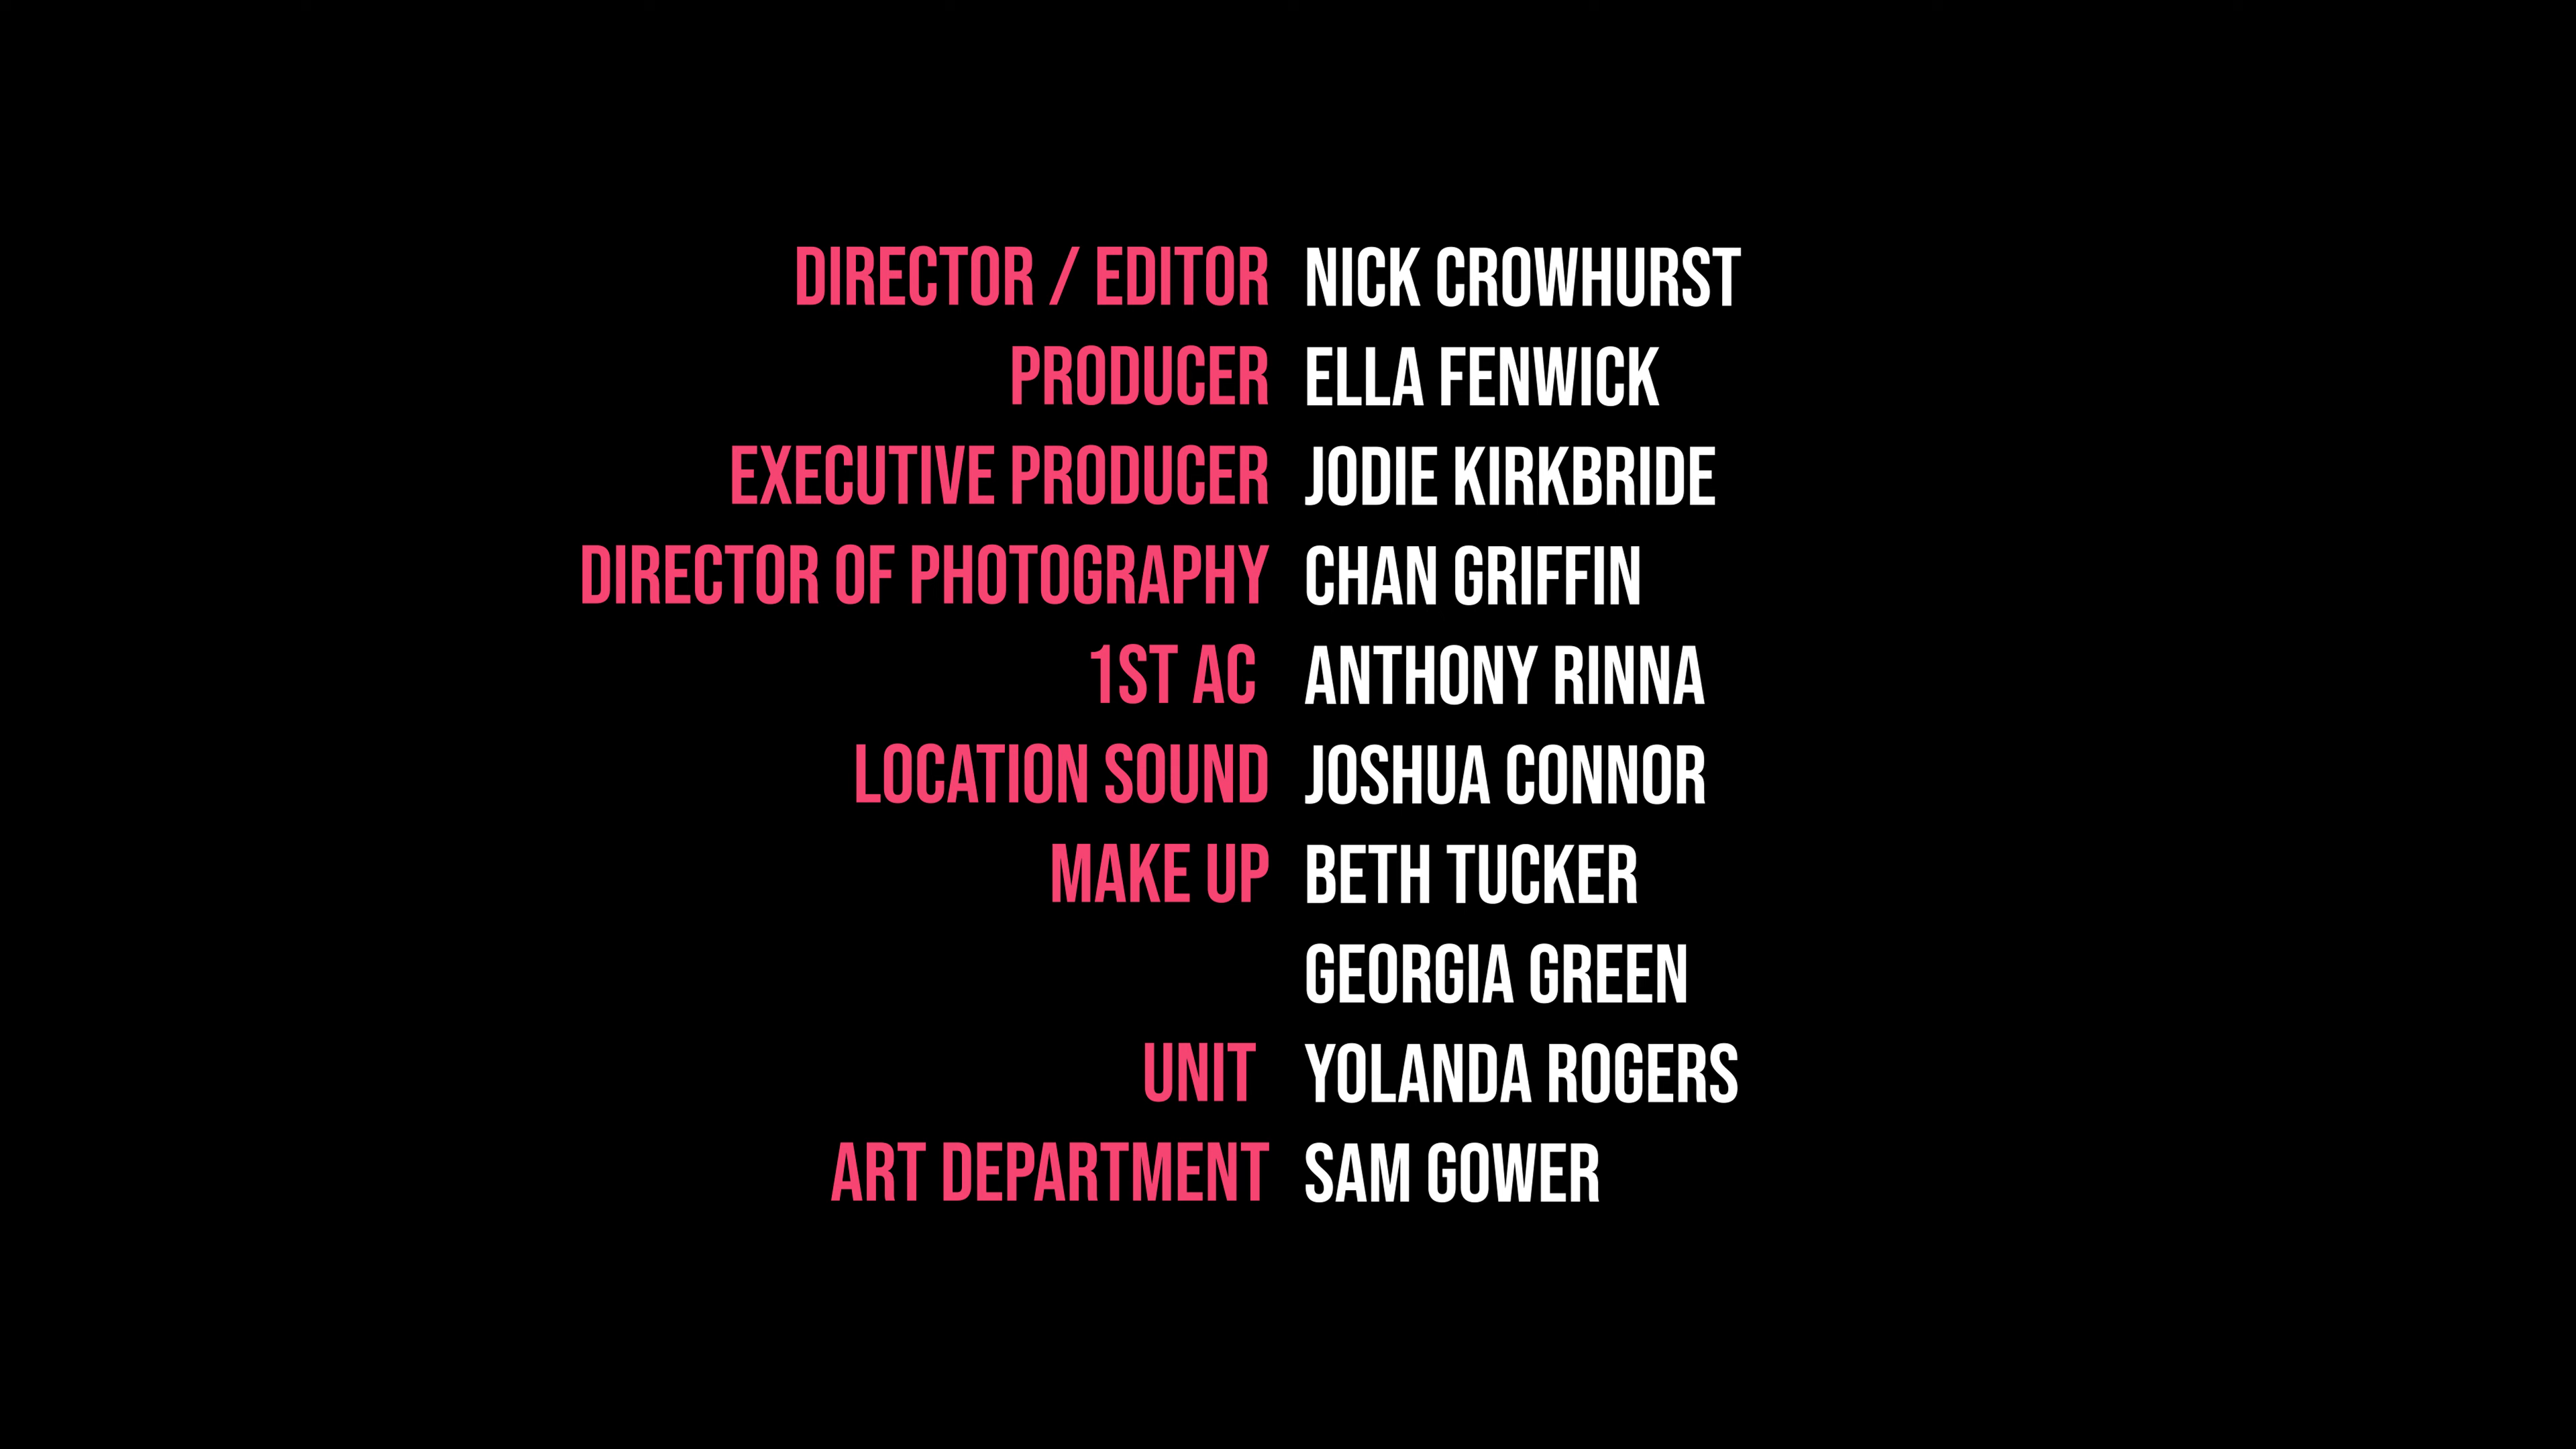 DIRECTOR / EDITOR NICK CROWHURST
PRODUCER ELLA FENWICK
EXECUTIVE PRODUCER JODIE KIRKBRIDE
DIRECTOR OF PHOTOGRAPHY CHAN GRIFFIN
1ST AC ANTHONY RINNA
LOCATION SOUND JOSHUA CONNOR
MAKE UP BETH TUCKER
GEORGIA GREEN
UNIT YOLANDA ROGERS
ART DEPARTMENT SAM GOWER